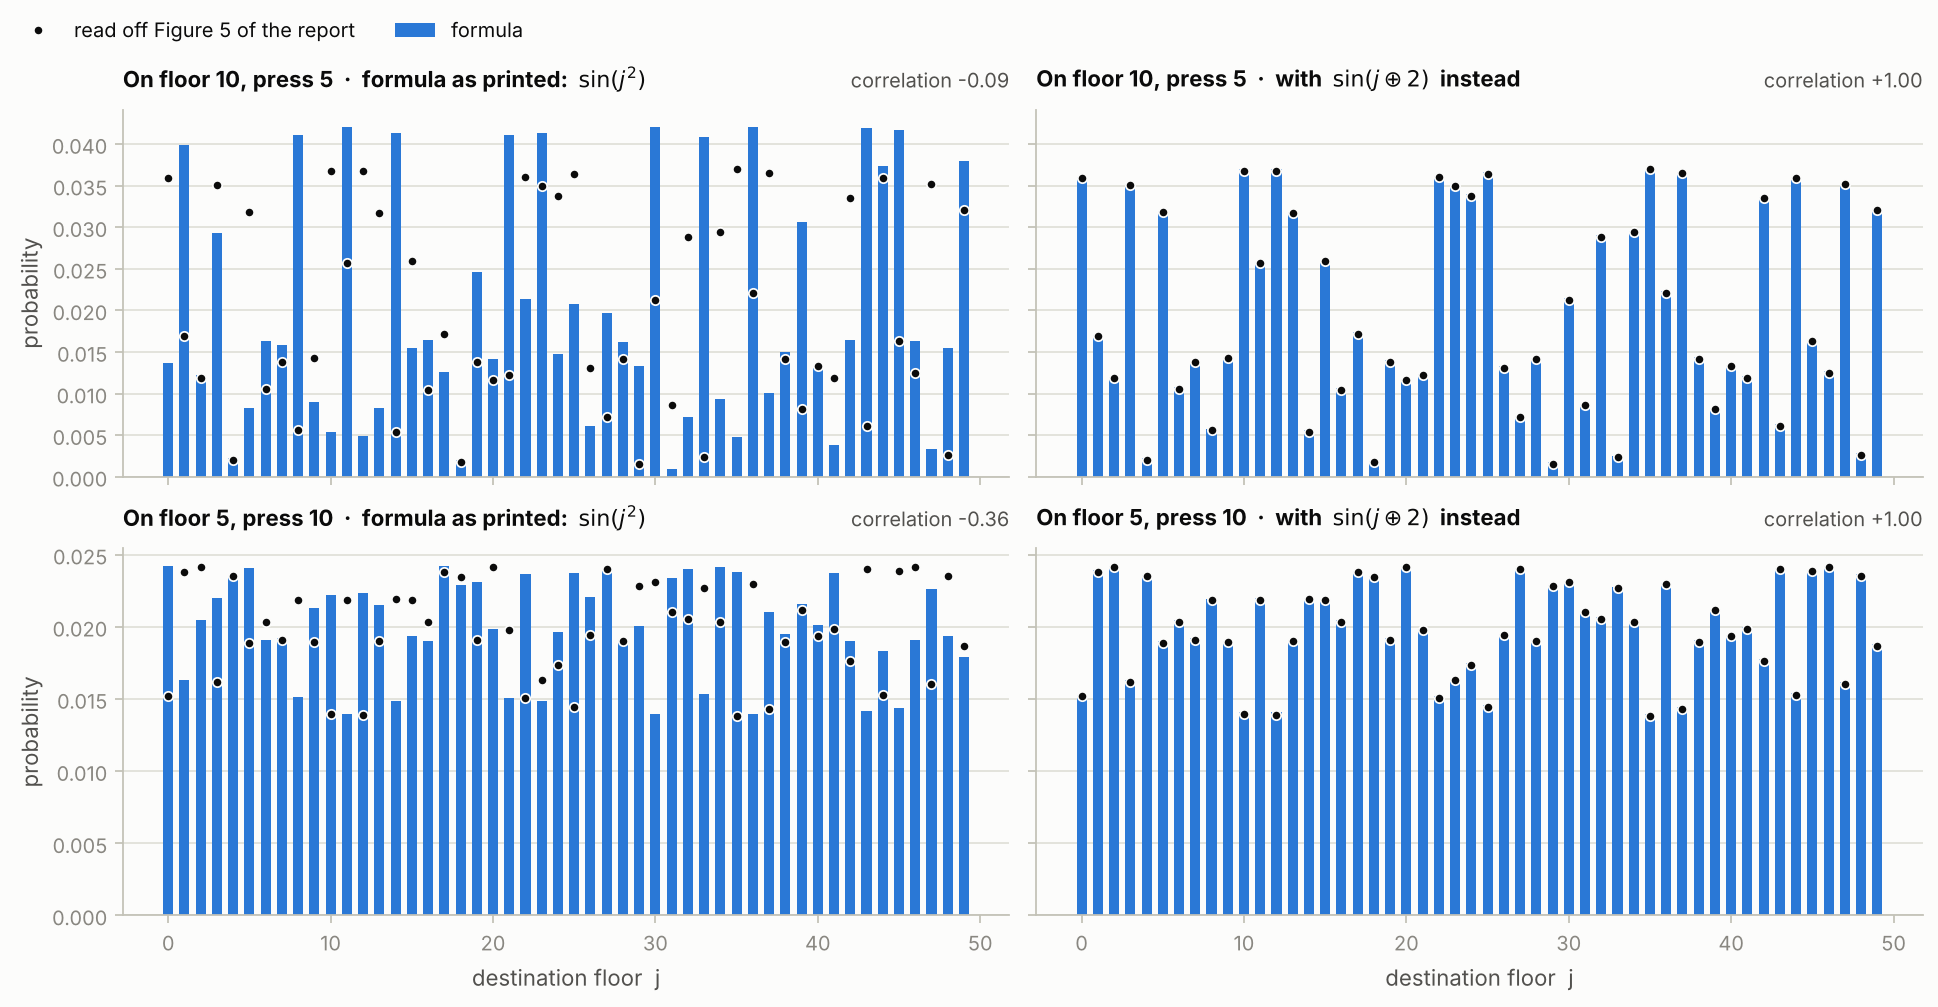 read off Figure 5 of the report formula
On floor 10, press 5 · formula as printed: sin(j²) correlation -0.09
On floor 10, press 5 · with sin(j ⊕ 2) instead correlation +1.00
probability
0.040
0.035
0.030
0.025
0.020
0.015
0.010
0.005
0.000
On floor 5, press 10 · formula as printed: sin(j²) correlation -0.36
On floor 5, press 10 · with sin(j ⊕ 2) instead correlation +1.00
probability
0.025
0.020
0.015
0.010
0.005
0.000
0 10 20 30 40 50
0 10 20 30 40 50
destination floor j
destination floor j